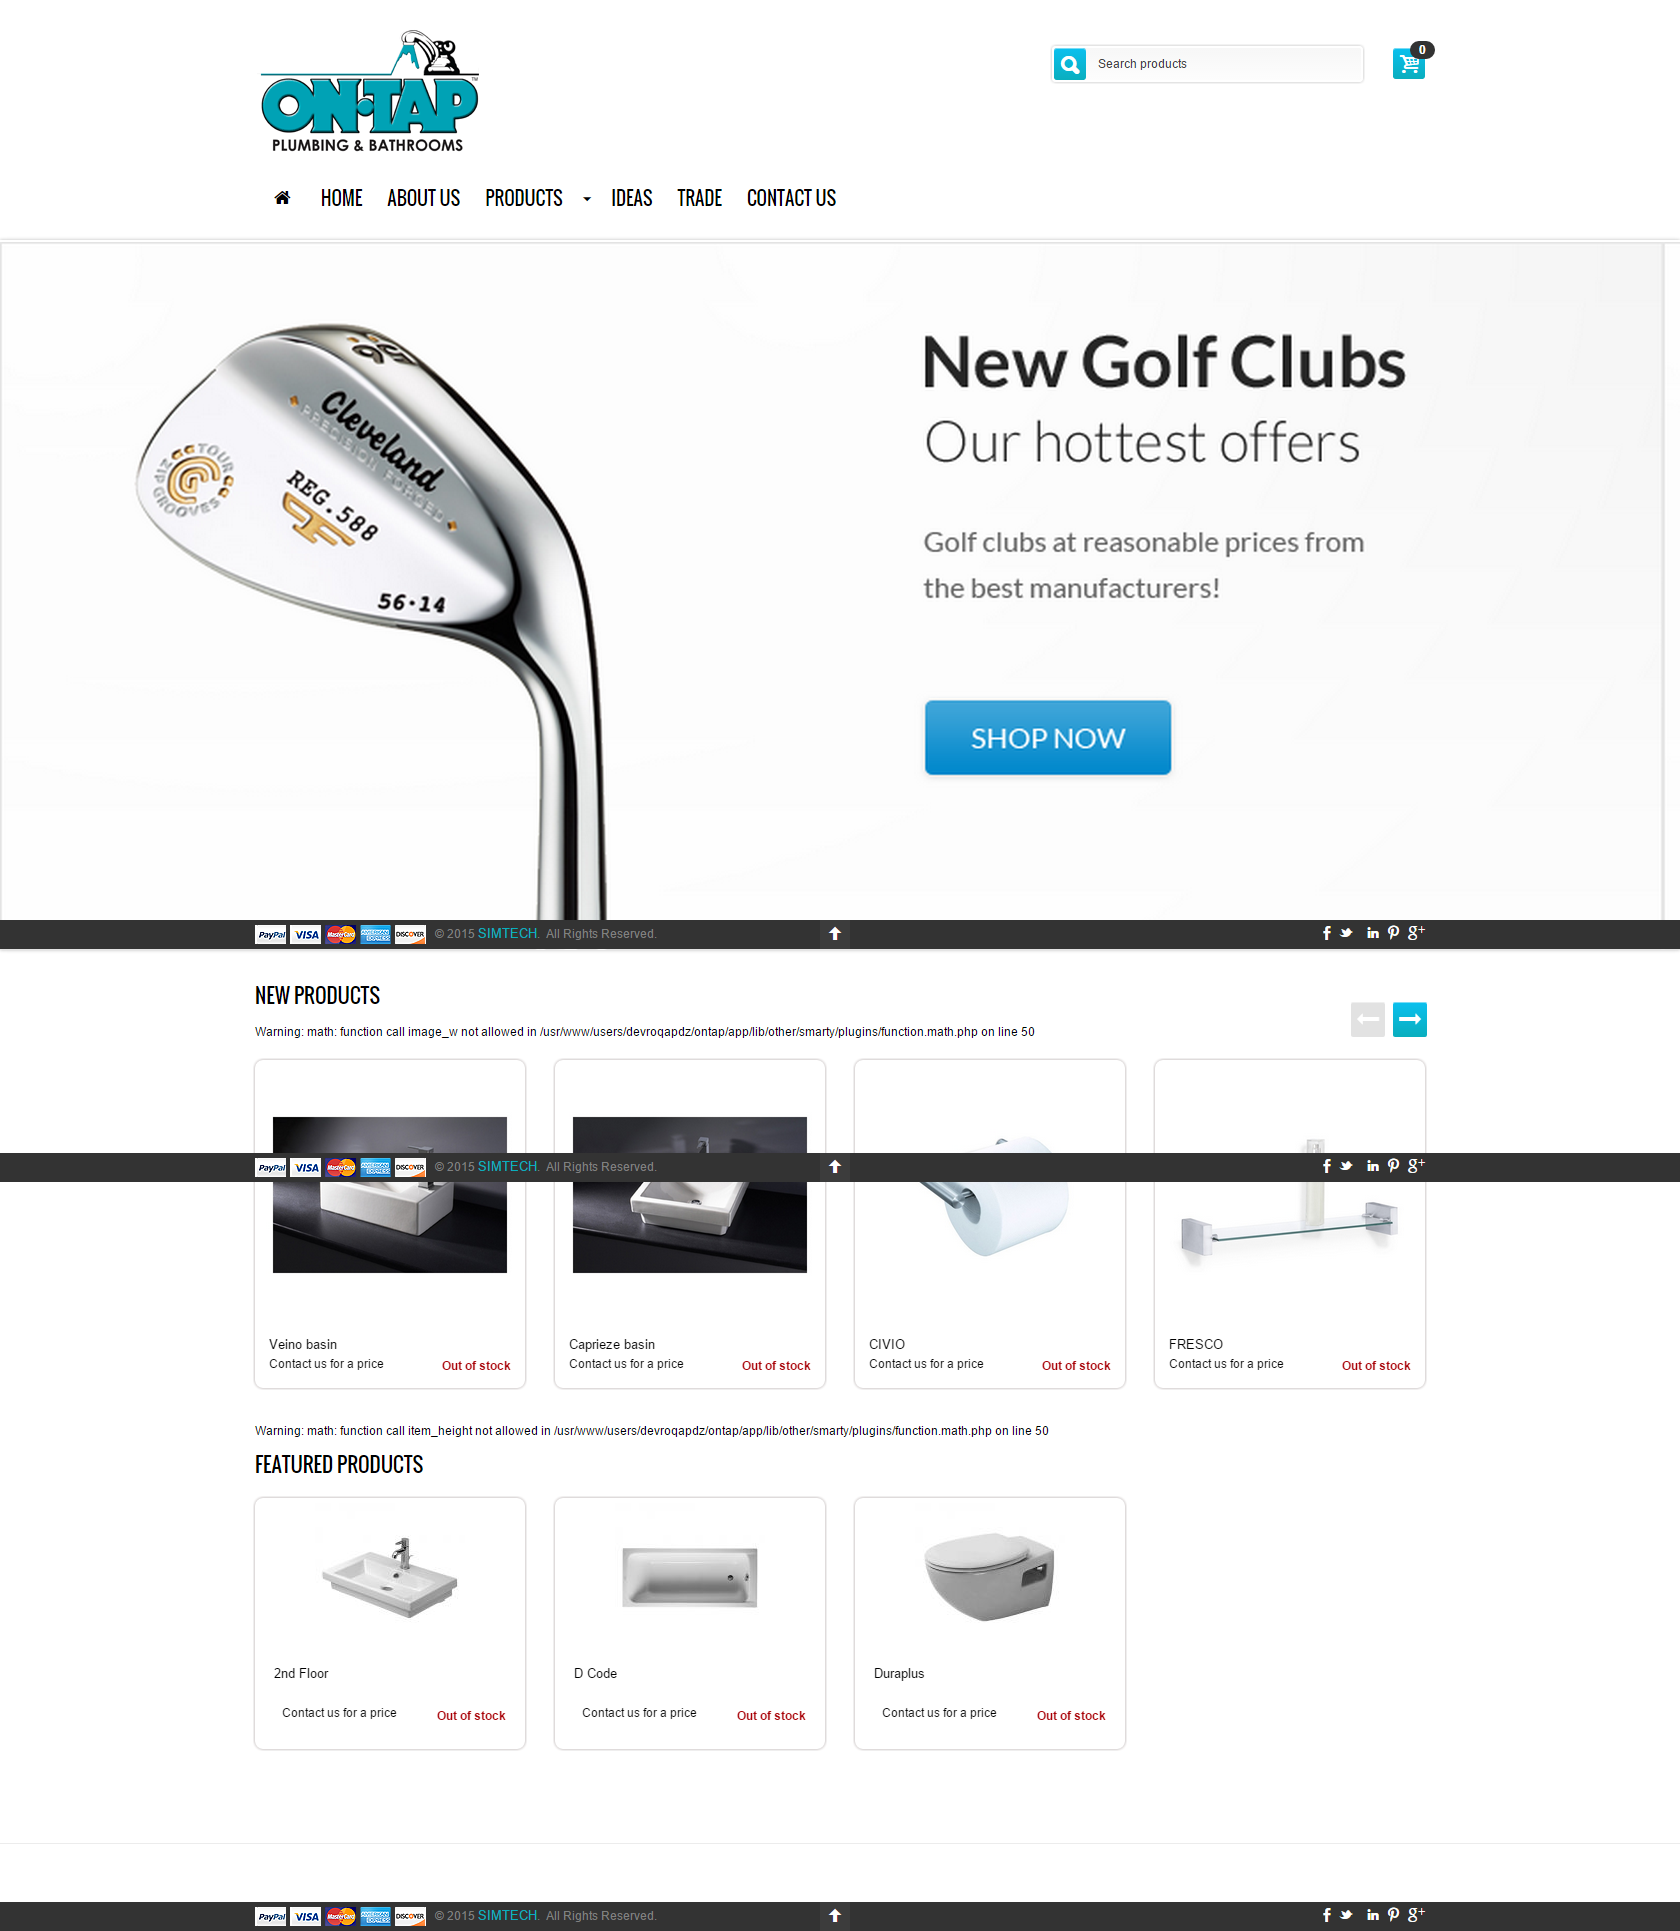 ON·TAP™
PLUMBING & BATHROOMS
Search products
0
HOME ABOUT US PRODUCTS IDEAS TRADE CONTACT US
Cleveland
PRECISION FORGED
TOUR
ZIP GROOVES
REG.588
56·14
New Golf Clubs
Our hottest offers
Golf clubs at reasonable prices from
the best manufacturers!
SHOP NOW
PayPal VISA MasterCard AMERICAN EXPRESS DISCOVER © 2015 SIMTECH. All Rights Reserved.
NEW PRODUCTS
Warning: math: function call image_w not allowed in /usr/www/users/devroqapdz/ontap/app/lib/other/smarty/plugins/function.math.php on line 50
PayPal VISA MasterCard AMERICAN EXPRESS DISCOVER © 2015 SIMTECH. All Rights Reserved.
Veino basin
Contact us for a price Out of stock
Caprieze basin
Contact us for a price Out of stock
CIVIO
Contact us for a price Out of stock
FRESCO
Contact us for a price Out of stock
Warning: math: function call item_height not allowed in /usr/www/users/devroqapdz/ontap/app/lib/other/smarty/plugins/function.math.php on line 50
FEATURED PRODUCTS
2nd Floor
Contact us for a price Out of stock
D Code
Contact us for a price Out of stock
Duraplus
Contact us for a price Out of stock
PayPal VISA MasterCard AMERICAN EXPRESS DISCOVER © 2015 SIMTECH. All Rights Reserved.